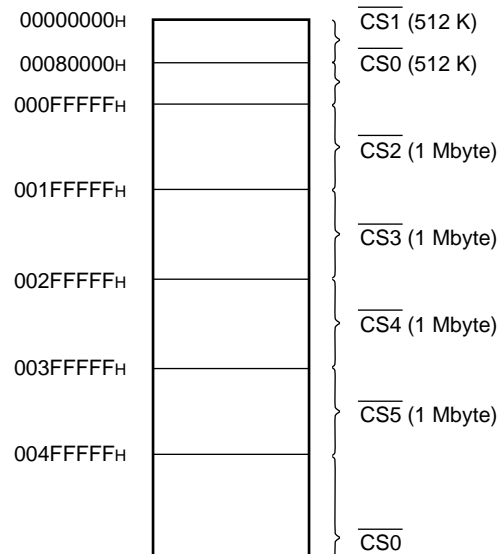 00000000H
CS1 (512 K)
00080000H
CS0 (512 K)
000FFFFFH
CS2 (1 Mbyte)
001FFFFFH
CS3 (1 Mbyte)
002FFFFFH
CS4 (1 Mbyte)
003FFFFFH
CS5 (1 Mbyte)
004FFFFFH
CS0